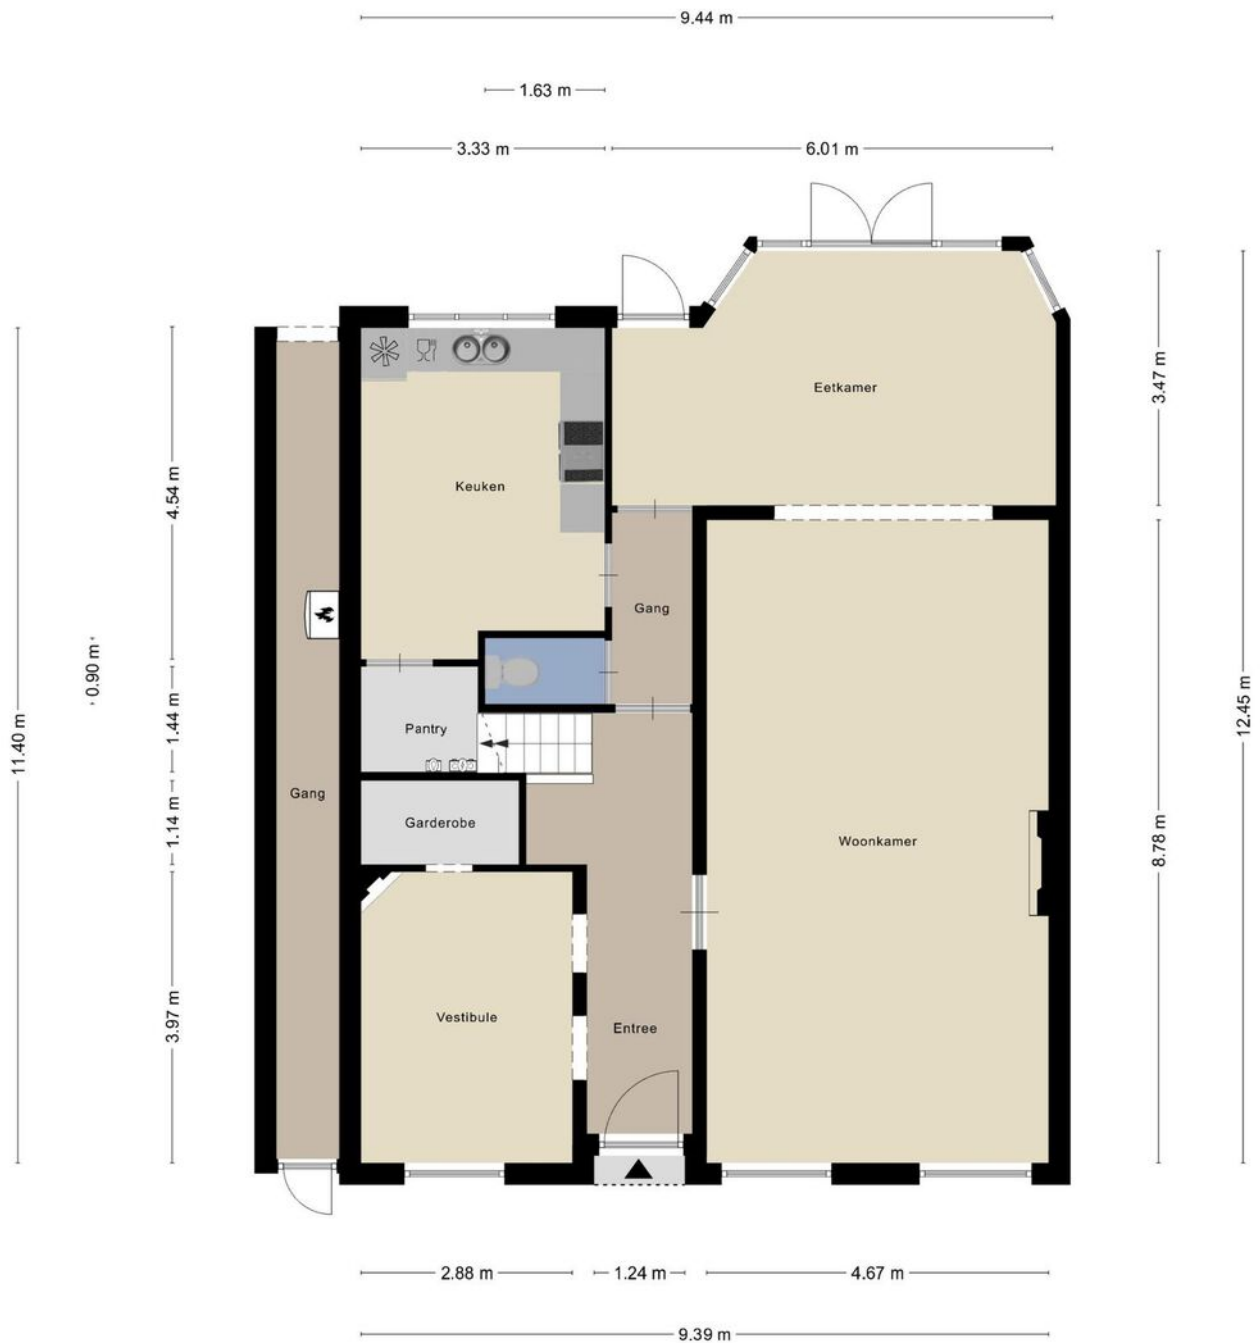 9.44 m
1.63 m
3.33 m
6.01 m
Eetkamer
3.47 m
Keuken
4.54 m
Gang
0.90 m
12.45 m
1.44 m
Pantry
11.40 m
Gang
1.14 m
Garderobe
Woonkamer
8.78 m
3.97 m
Vestibule
Entree
2.88 m
1.24 m
4.67 m
9.39 m